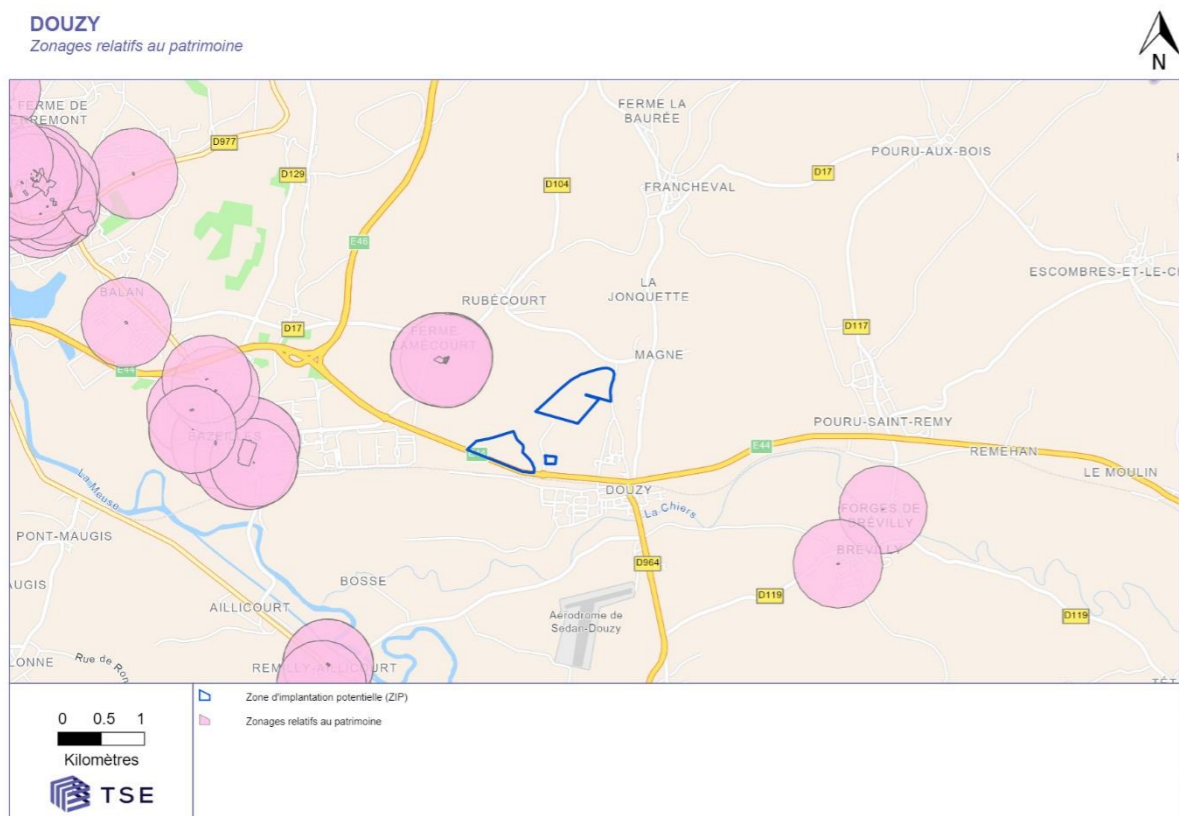 DOUZY
Zonages relatifs au patrimoine
N
FERME DE
FERME LA
BAURÉE
D977
POURU-AUX-BOIS
D129
D104
D17
FRANCHEVAL
E46
ESCOMBRES-ET-LE-C
LA
JONQUETTE
BALAN
RUBÉCOURT
D17
D117
FERME
LAMÉCOURT
MAGNE
E44
POURU-SAINT-REMY
BAZEILLES
E44
REMEHAN
LE MOULIN
La Meuse
DOUZY
La Chiers
FORGES DE
BRÉVILLY
PONT-MAUGIS
BREVILLY
D964
AUGIS
BOSSE
D119
AILLICOURT
Aérodrome de
Sedan-Douzy
D119
LONNE
Rue de Ron
REMILLY-AILLICOURT
TÉT
Zone d'implantation potentielle (ZIP)
Zonages relatifs au patrimoine
0 0.5 1
Kilomètres
TSE